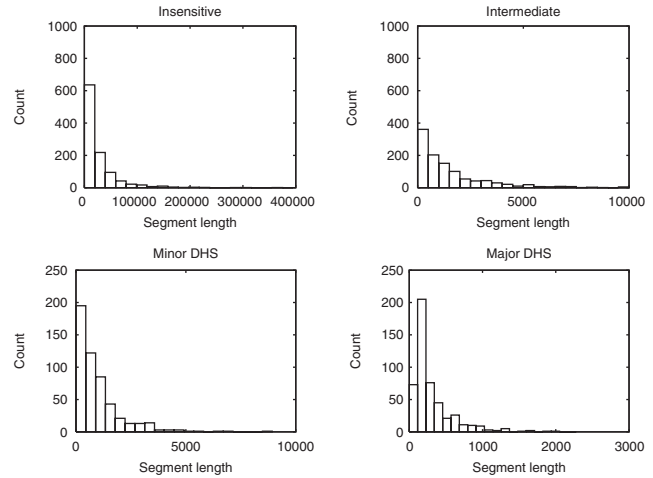 Insensitive
Intermediate
1000
800
600
400
200
0
Count
0 100000 200000 300000 400000
Segment length
1000
800
600
400
200
0
Count
0 5000 10000
Segment length
Minor DHS
Major DHS
250
200
150
100
50
0
Count
0 5000 10000
Segment length
250
200
150
100
50
0
Count
0 1000 2000 3000
Segment length